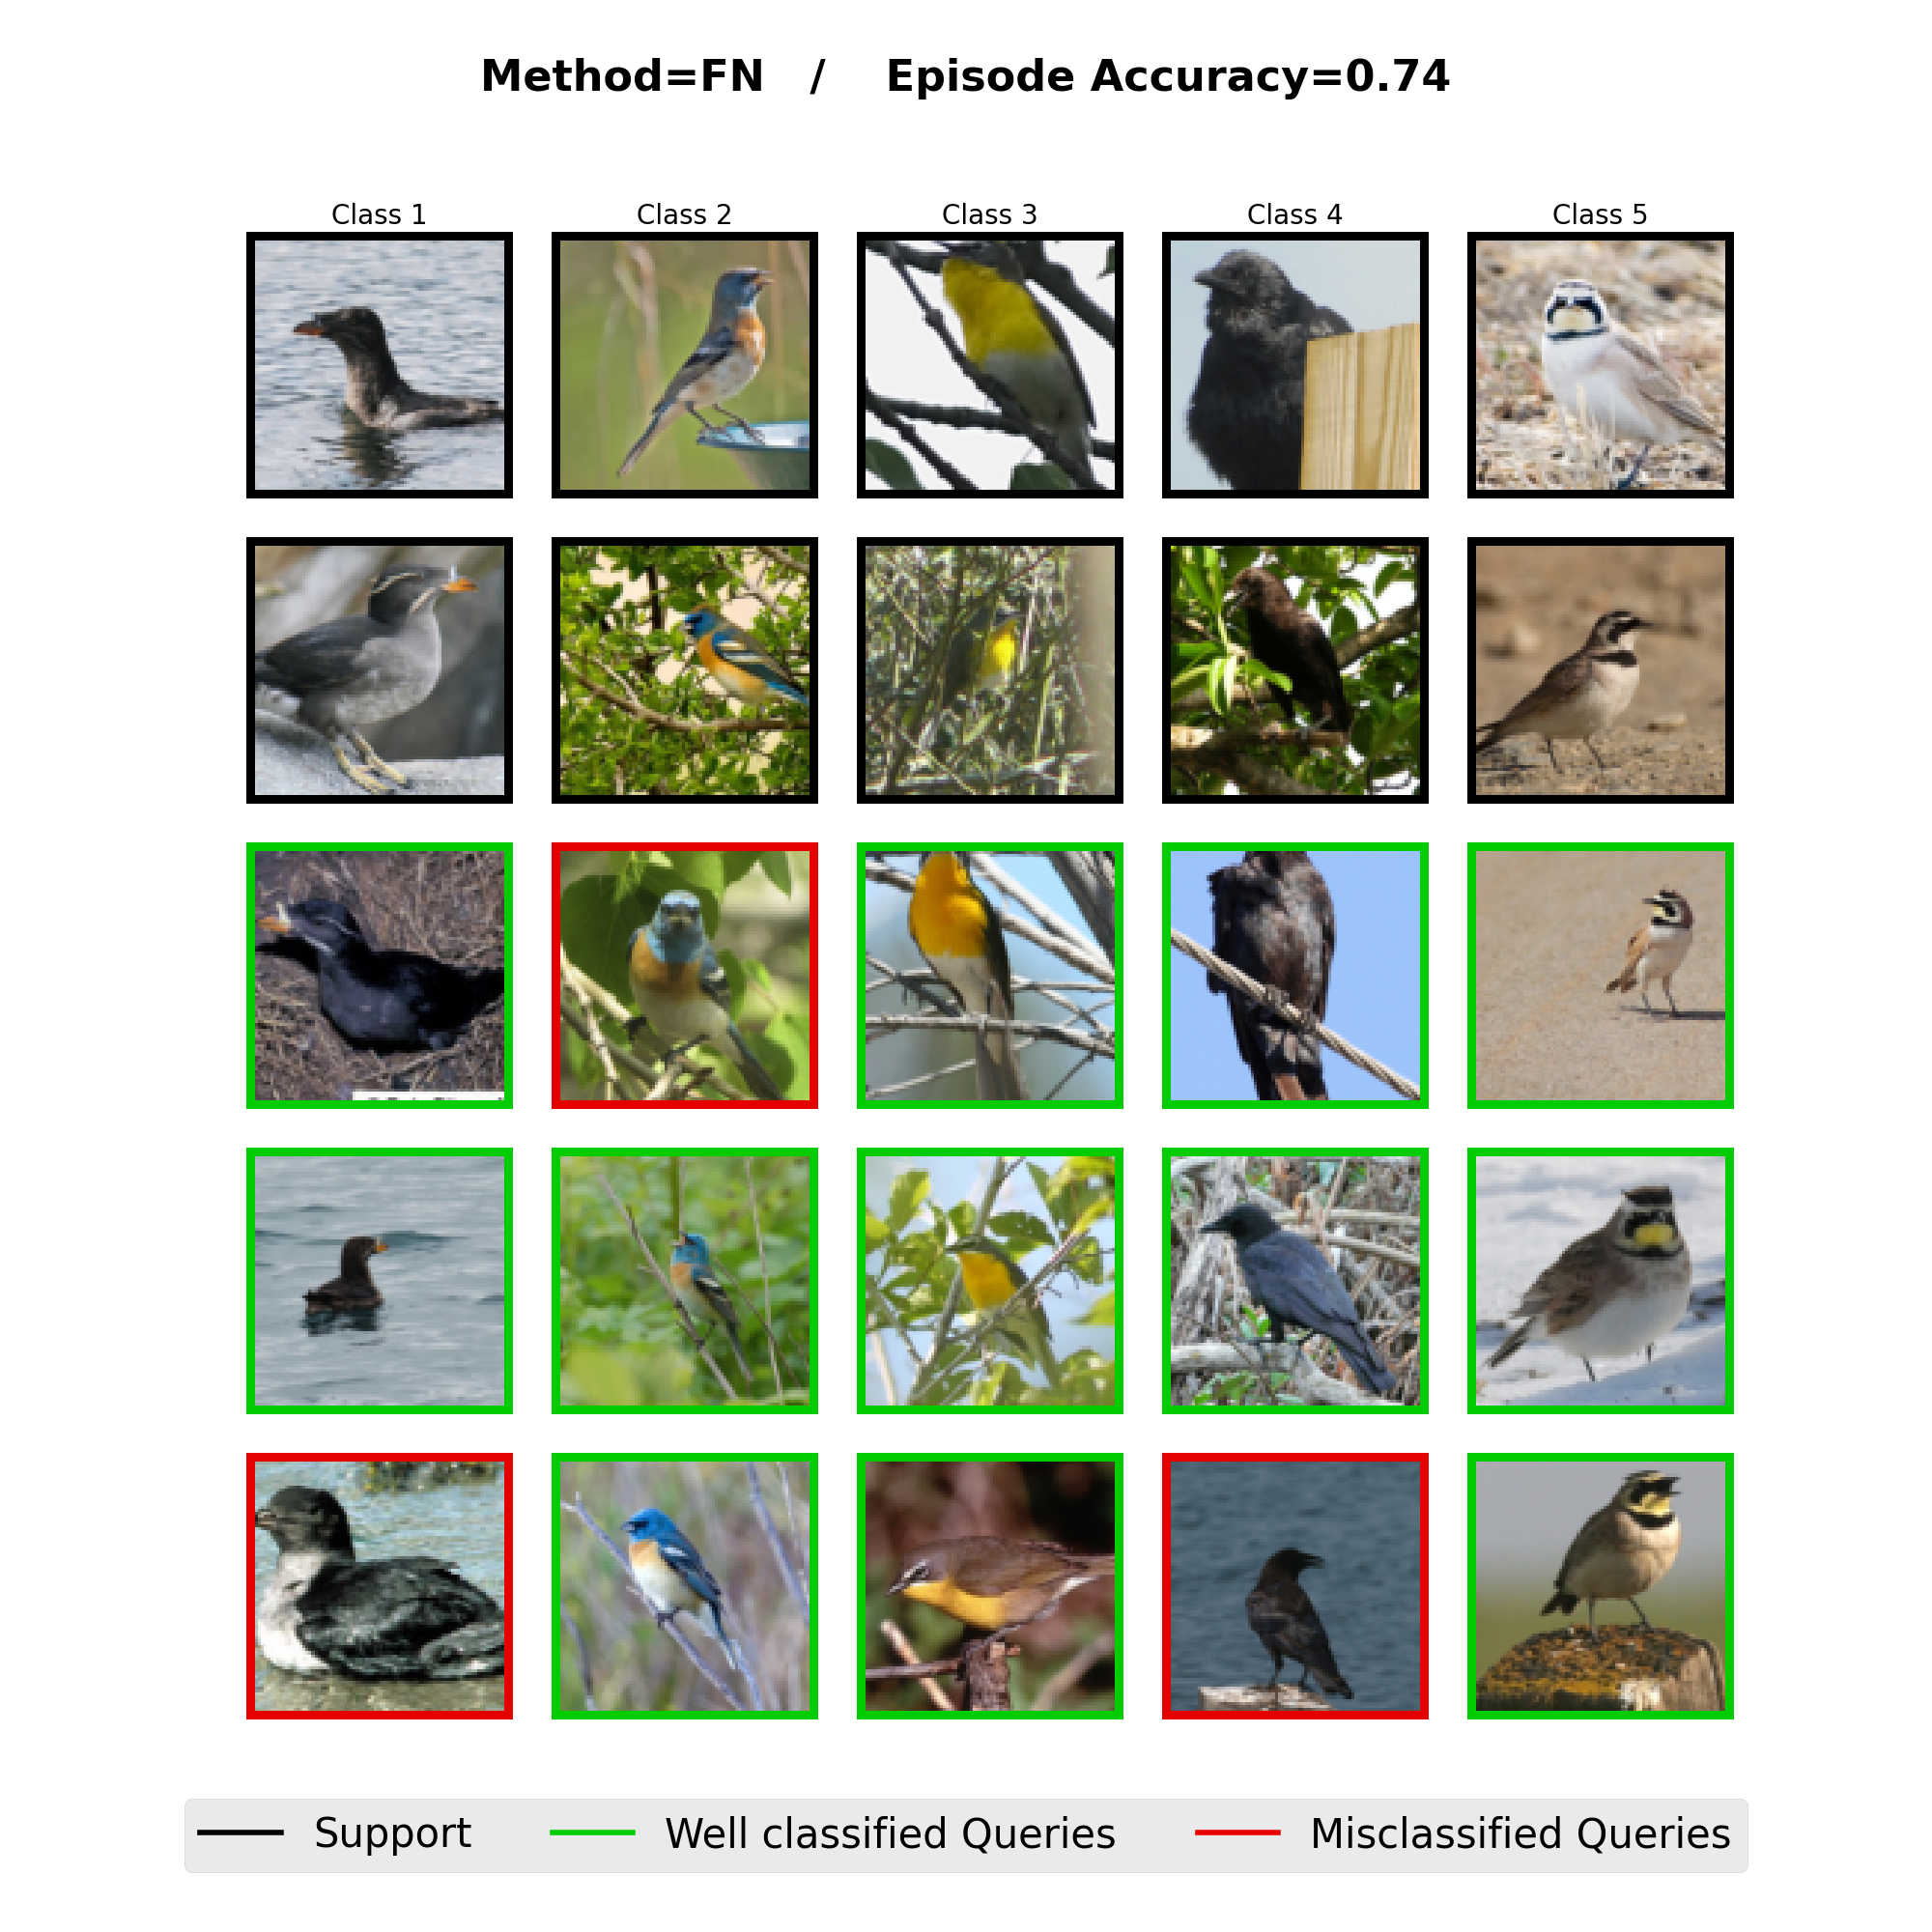 Method=FN / Episode Accuracy=0.74
Class 1 Class 2 Class 3 Class 4 Class 5
Support Well classified Queries Misclassified Queries